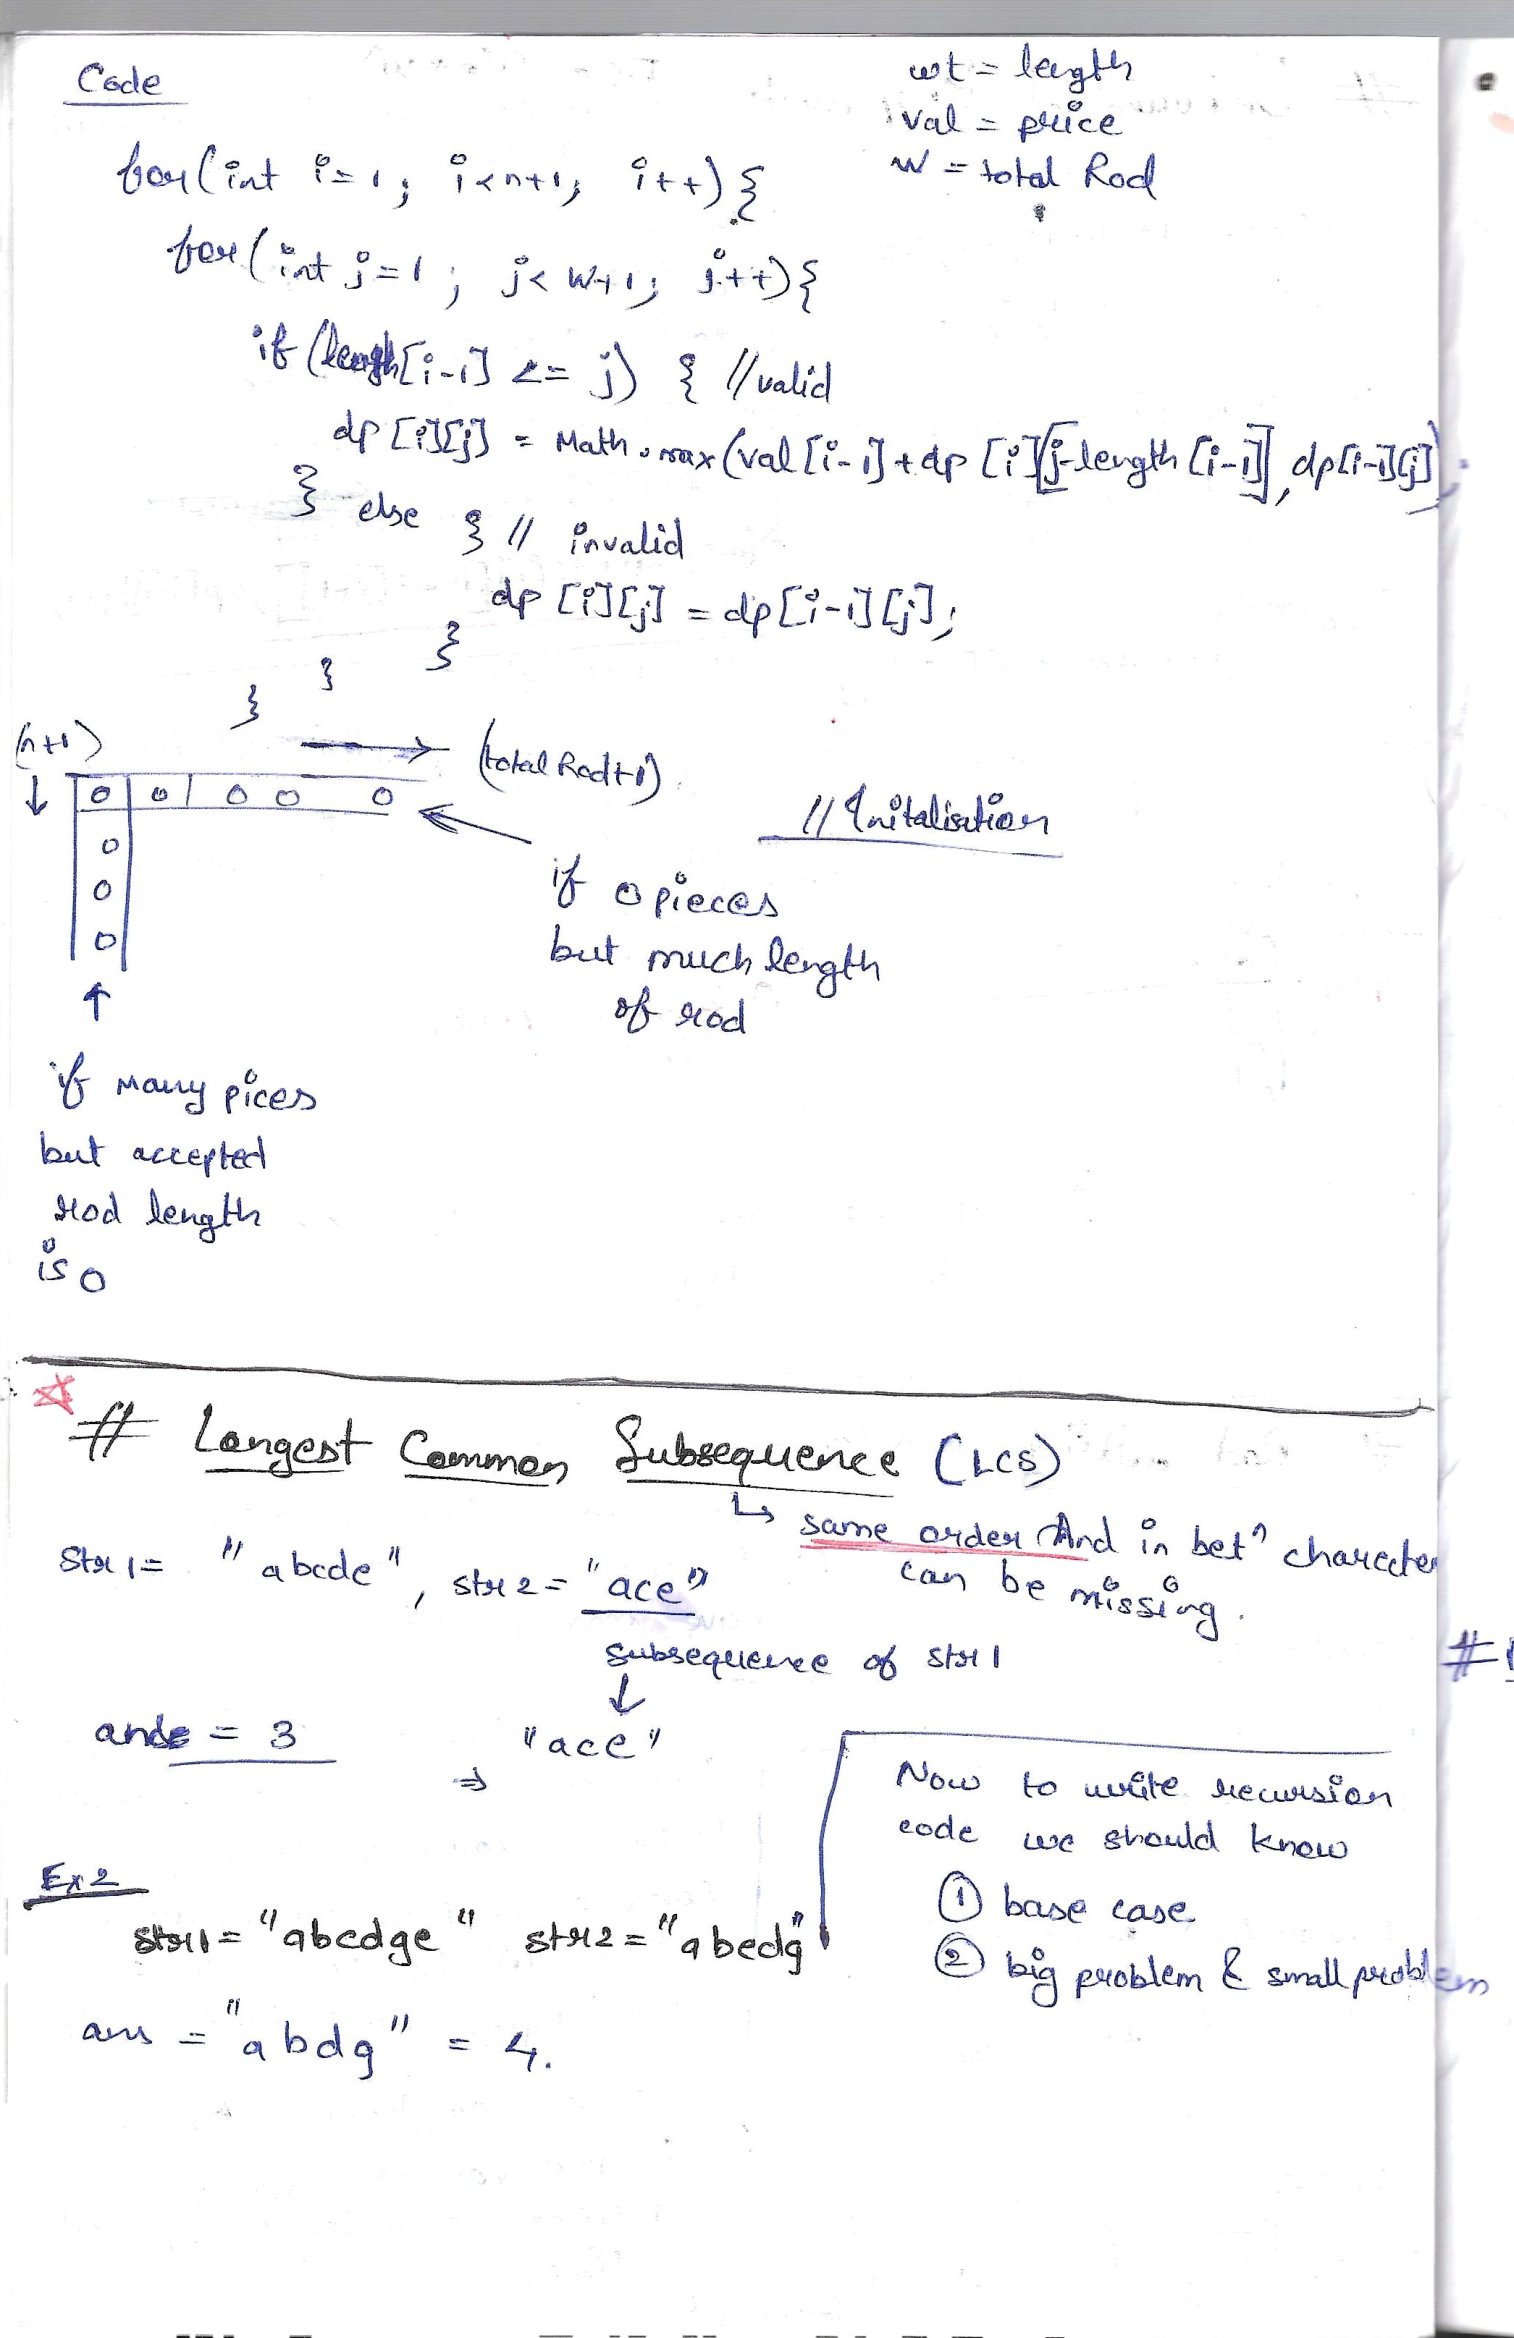 Code
wt = length
val = price
W = total Rod
for(int i=1; i<n+1; i++){
for(int j=1; j<W+1; j++){
if (length[i-1] <= j) { //valid
dp[i][j] = Math.max(val[i-1]+dp[i][j-length[i-1]], dp[i-1][j]);
} else { // invalid
dp[i][j] = dp[i-1][j];
}
}
}
(n+1)
(total Rod+1)
0 0 0 0 0
0
0
0
// Initalisation
if 0 pieces
but much length
of rod
if many pices
but accepted
rod length
is 0
# Longest Common Subsequence (LCS)
↳ same order And in betn character
can be missing.
str1 = "abcde", str2 = "ace"
subsequence of str1
↓
ans = 3 ⇒ "ace"
Now to write recursion
code we should know
① base case
② big problem & small problem
Ex 2
str1 = "abcdge" str2 = "abedg"
ans = "abdg" = 4.
#